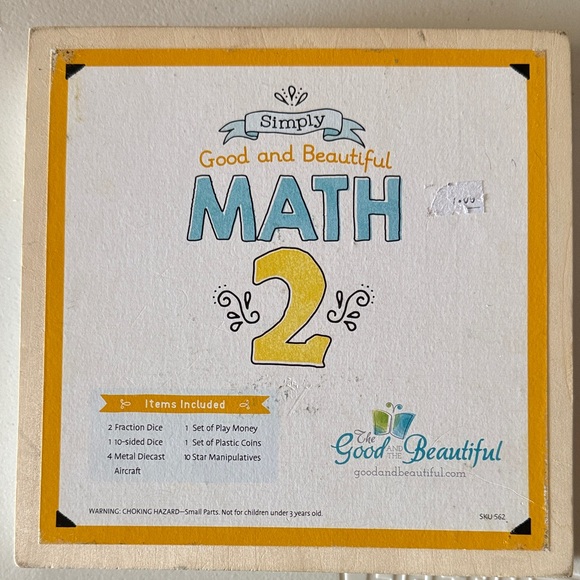 Simply
Good and Beautiful
MATH
2
Items Included
2 Fraction Dice
1 10-sided Dice
4 Metal Diecast
Aircraft
1 Set of Play Money
1 Set of Plastic Coins
10 Star Manipulatives
The
Good AND THE Beautiful
goodandbeautiful.com
WARNING: CHOKING HAZARD—Small Parts. Not for children under 3 years old.
SKU 562